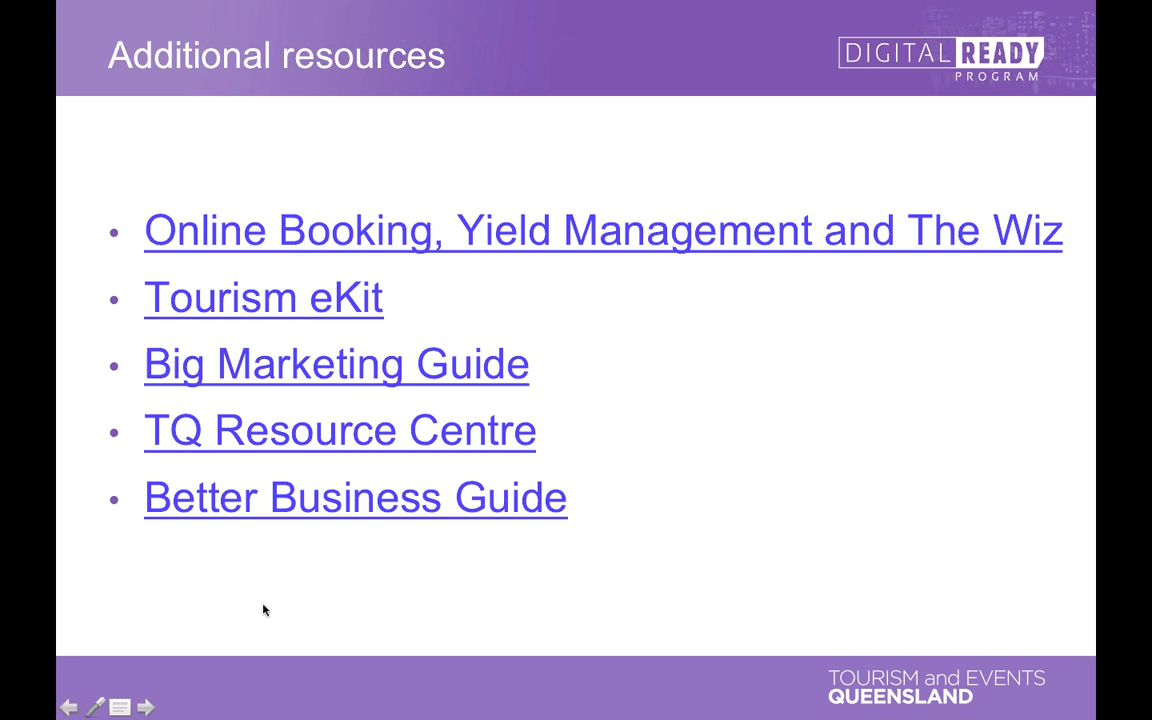 Additional resources
DIGITAL READY
PROGRAM
• Online Booking, Yield Management and The Wiz
• Tourism eKit
• Big Marketing Guide
• TQ Resource Centre
• Better Business Guide
TOURISM and EVENTS
QUEENSLAND